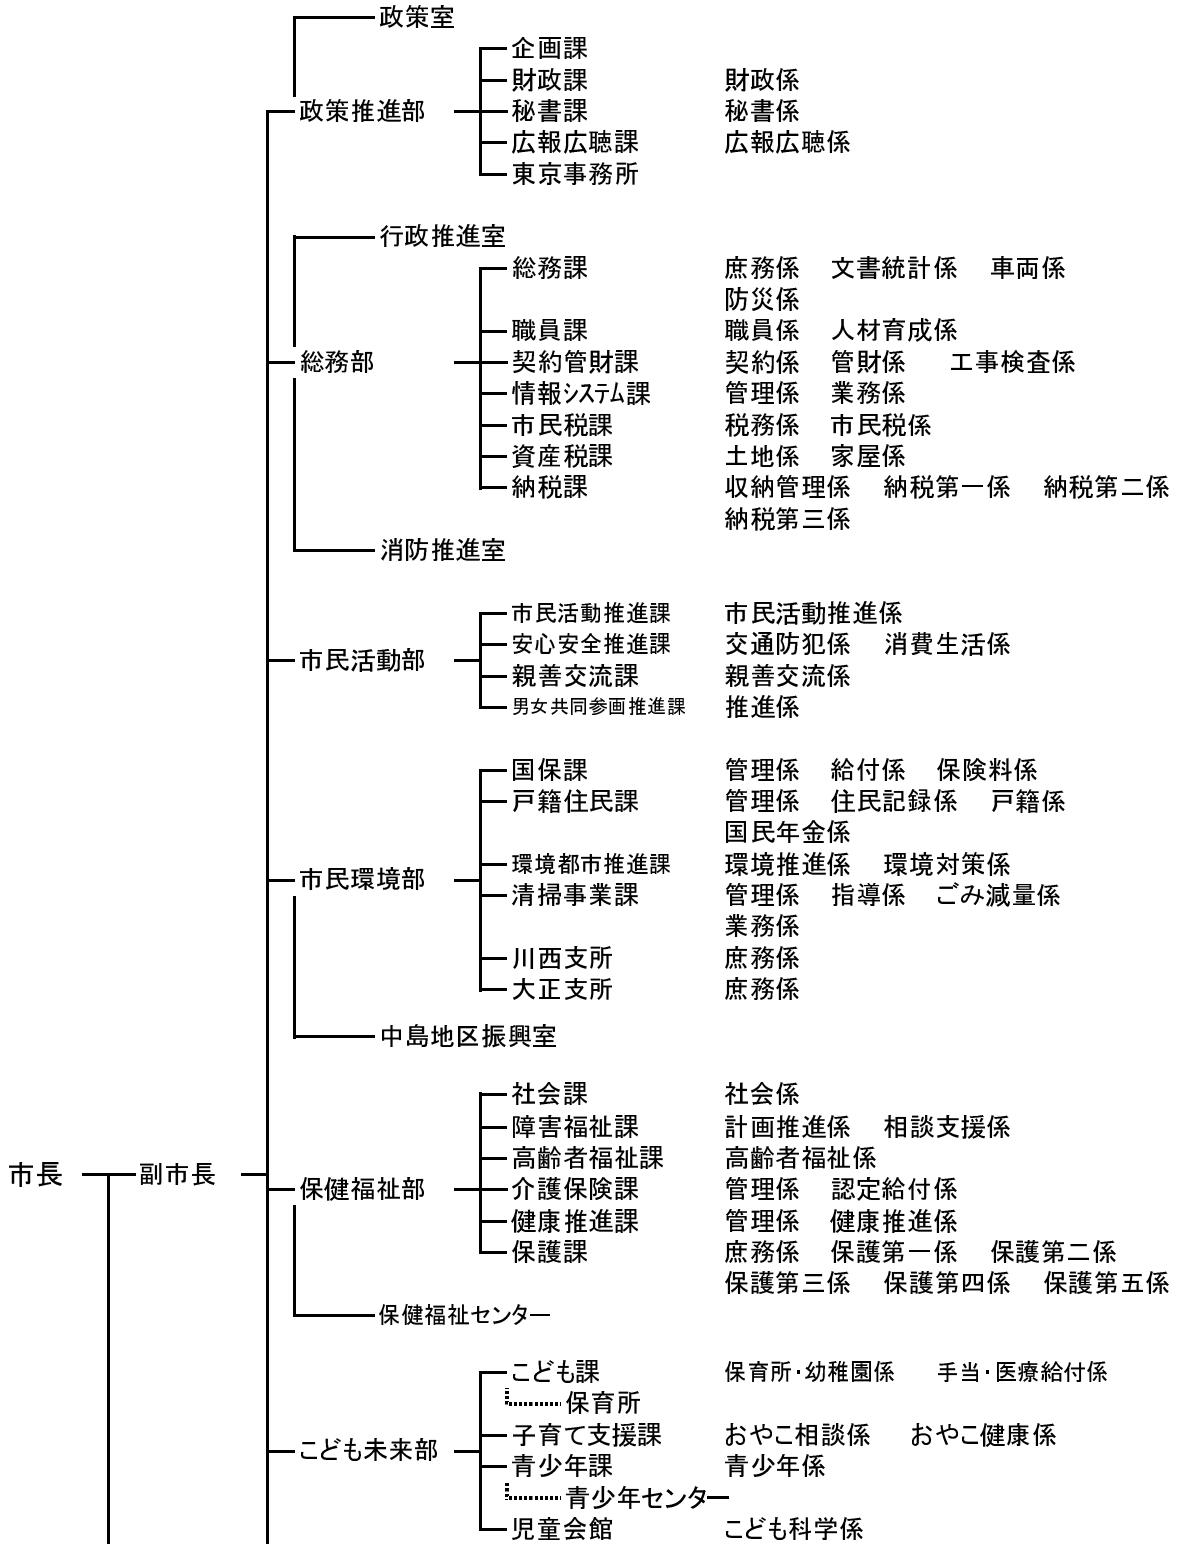 政策室
企画課
財政課 財政係
政策推進部 秘書課 秘書係
広報広聴課 広報広聴係
東京事務所
行政推進室
総務課 庶務係 文書統計係 車両係
防災係
職員課 職員係 人材育成係
総務部 契約管財課 契約係 管財係 工事検査係
情報ｼｽﾃﾑ課 管理係 業務係
市民税課 税務係 市民税係
資産税課 土地係 家屋係
納税課 収納管理係 納税第一係 納税第二係
納税第三係
消防推進室
市民活動推進課 市民活動推進係
安心安全推進課 交通防犯係 消費生活係
市民活動部 親善交流課 親善交流係
男女共同参画推進課 推進係
国保課 管理係 給付係 保険料係
戸籍住民課 管理係 住民記録係 戸籍係
国民年金係
環境都市推進課 環境推進係 環境対策係
市民環境部 清掃事業課 管理係 指導係 ごみ減量係
業務係
川西支所 庶務係
大正支所 庶務係
中島地区振興室
社会課 社会係
障害福祉課 計画推進係 相談支援係
高齢者福祉課 高齢者福祉係
市長 副市長
保健福祉部 介護保険課 管理係 認定給付係
健康推進課 管理係 健康推進係
保護課 庶務係 保護第一係 保護第二係
保護第三係 保護第四係 保護第五係
保健福祉センター
こども課 保育所・幼稚園係 手当・医療給付係
保育所
子育て支援課 おやこ相談係 おやこ健康係
こども未来部
青少年課 青少年係
青少年センター
児童会館 こども科学係